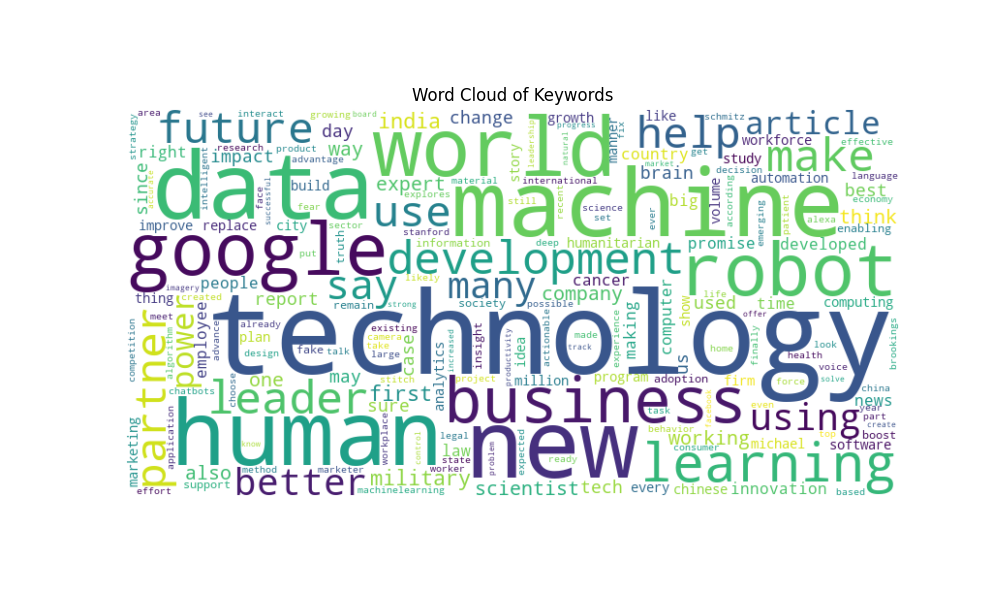 Word Cloud of Keywords
area see interact growing board growth progress like schmitz
strategy future day india change world manner fix help article effective
right research product advantage way story leadership natural country workforce make language
since accurate intelligent impact face successful build expert material explores international brain study automation best economy
data fear still recent science set machine big ever volume according decision market get patient alexa think enabling
improve replace city sector truth use stanford information deep humanitarian promise emerging developed
google put development robot
imagery people say likely many cancer life
thing created report remain strong society possible company making computer show used time computing
meet power employee already plan existing camera take case insight idea made experience us home offer finally look brookings
competition algorithm advance design fake talk large technology increased productivity actionable track health voice solve
partner chatbots choose one may stitch analytics project million program adoption firm force china
leader first sure business task facebook even news year
marketing application human know workplace control legal law state new problem expected behavior using part create
also method marketer worker ready working consumer michael top boost software
effort support better machinelearning military scientist tech every chinese learning innovation based